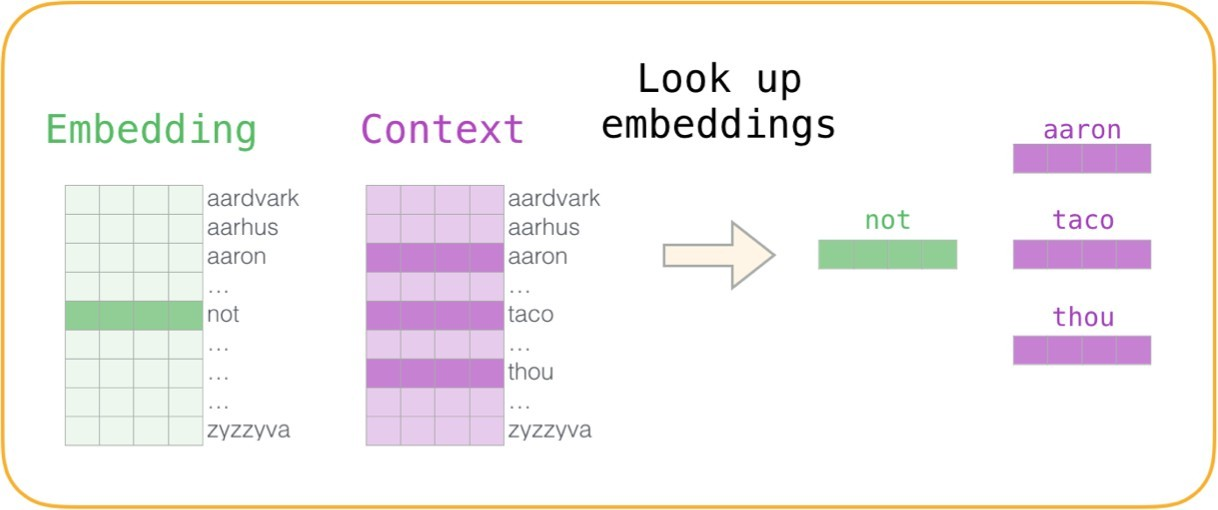 Look up
embeddings
Embedding
Context
aardvark
aarhus
aaron
...
not
...
...
...
zyzzyva
aardvark
aarhus
aaron
...
taco
...
thou
...
zyzzyva
not
aaron
taco
thou